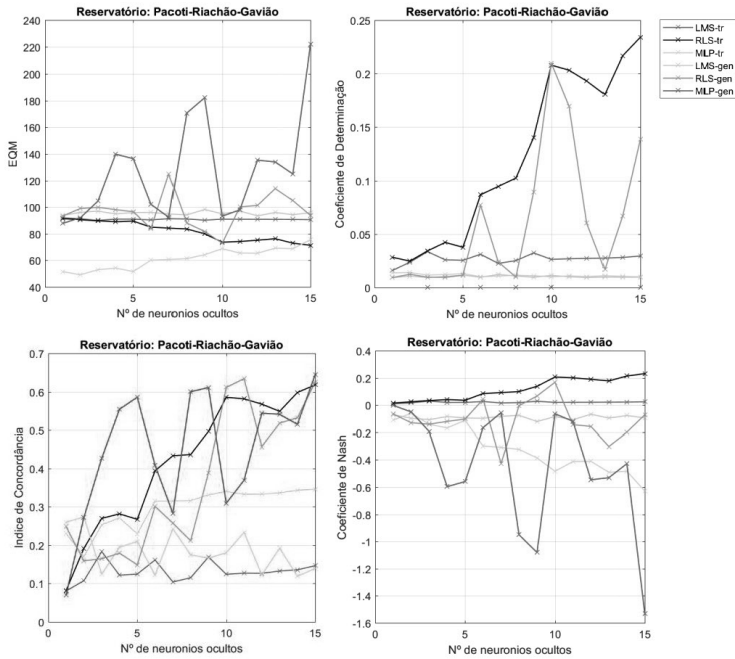 Reservatório: Pacoti-Riachão-Gavião
240
220
200
180
160
140
120
100
80
60
40
EQM
0
5
10
15
Nº de neuronios ocultos
Reservatório: Pacoti-Riachão-Gavião
0.25
0.2
0.15
0.1
0.05
0
Coeficiente de Determinação
0
5
10
15
Nº de neuronios ocultos
LMS-tr
RLS-tr
MLP-tr
LMS-gen
RLS-gen
MLP-gen
Reservatório: Pacoti-Riachão-Gavião
0.7
0.6
0.5
0.4
0.3
0.2
0.1
0
Indice de Concordância
0
5
10
15
Nº de neuronios ocultos
Reservatório: Pacoti-Riachão-Gavião
0.4
0.2
0
-0.2
-0.4
-0.6
-0.8
-1
-1.2
-1.4
-1.6
Coeficiente de Nash
0
5
10
15
Nº de neuronios ocultos